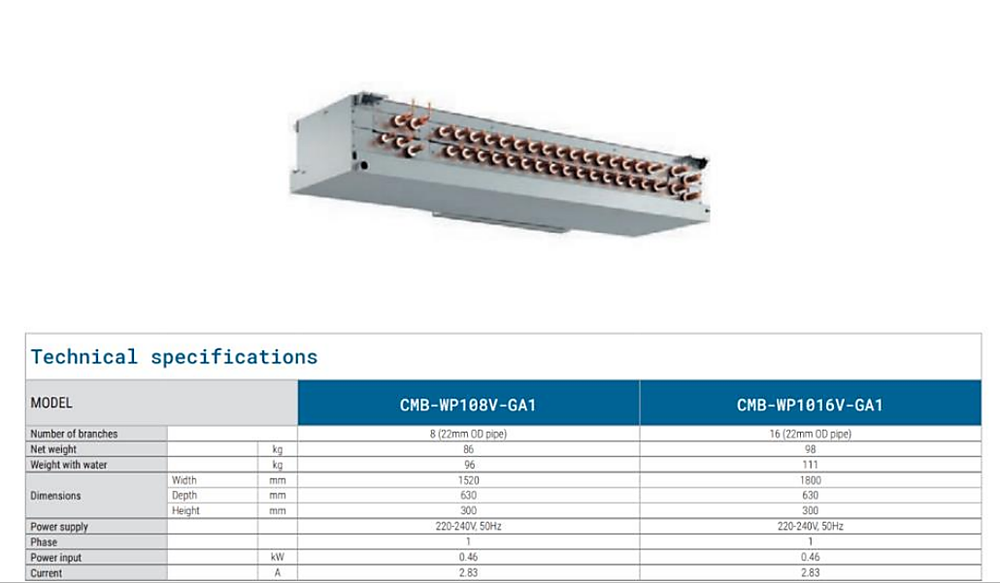 Technical specifications
MODEL CMB-WP108V-GA1 CMB-WP1016V-GA1
Number of branches 8 (22mm OD pipe) 16 (22mm OD pipe)
Net weight kg 86 98
Weight with water kg 96 111
Width mm 1520 1800
Dimensions Depth mm 630 630
Height mm 300 300
Power supply 220-240V, 50Hz 220-240V, 50Hz
Phase 1 1
Power input kW 0.46 0.46
Current A 2.83 2.83